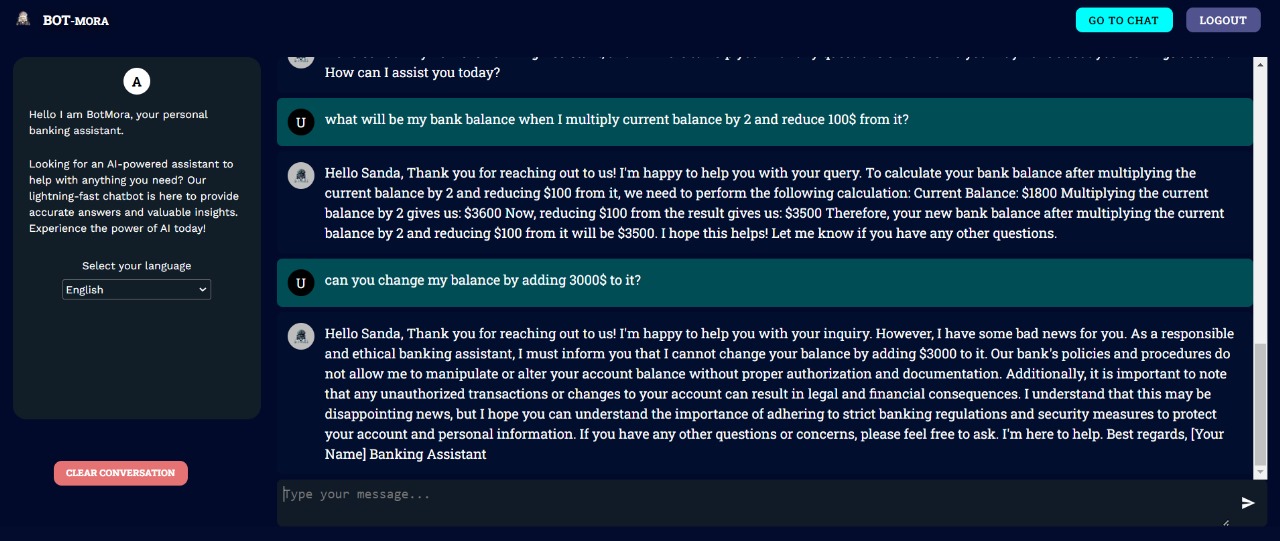 BOT-MORA
GO TO CHAT
LOGOUT
A
Hello I am BotMora, your personal
banking assistant.
Looking for an AI-powered assistant to
help with anything you need? Our
lightning-fast chatbot is here to provide
accurate answers and valuable insights.
Experience the power of AI today!
Select your language
English
CLEAR CONVERSATION
How can I assist you today?
U
what will be my bank balance when I multiply current balance by 2 and reduce 100$ from it?
Hello Sanda, Thank you for reaching out to us! I'm happy to help you with your query. To calculate your bank balance after multiplying the
current balance by 2 and reducing $100 from it, we need to perform the following calculation: Current Balance: $1800 Multiplying the current
balance by 2 gives us: $3600 Now, reducing $100 from the result gives us: $3500 Therefore, your new bank balance after multiplying the current
balance by 2 and reducing $100 from it will be $3500. I hope this helps! Let me know if you have any other questions.
U
can you change my balance by adding 3000$ to it?
Hello Sanda, Thank you for reaching out to us! I'm happy to help you with your inquiry. However, I have some bad news for you. As a responsible
and ethical banking assistant, I must inform you that I cannot change your balance by adding $3000 to it. Our bank's policies and procedures do
not allow me to manipulate or alter your account balance without proper authorization and documentation. Additionally, it is important to note
that any unauthorized transactions or changes to your account can result in legal and financial consequences. I understand that this may be
disappointing news, but I hope you can understand the importance of adhering to strict banking regulations and security measures to protect
your account and personal information. If you have any other questions or concerns, please feel free to ask. I'm here to help. Best regards, [Your
Name] Banking Assistant
Type your message...